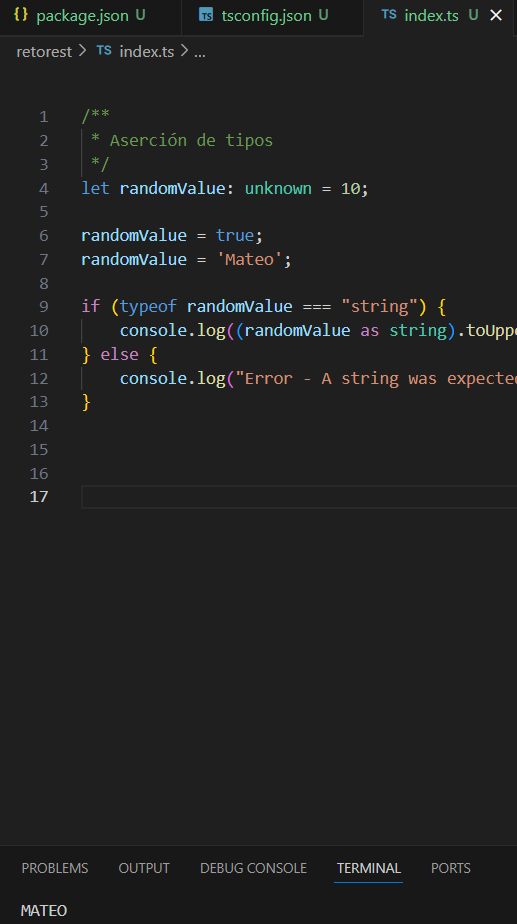 {} package.json U TS tsconfig.json U TS index.ts U ×
retorest > TS index.ts > ...
1 /**
2  * Aserción de tipos
3  */
4 let randomValue: unknown = 10;
5
6 randomValue = true;
7 randomValue = 'Mateo';
8
9 if (typeof randomValue === "string") {
10     console.log((randomValue as string).toUppe
11 } else {
12     console.log("Error - A string was expected
13 }
14
15
16
17
PROBLEMS OUTPUT DEBUG CONSOLE TERMINAL PORTS
MATEO